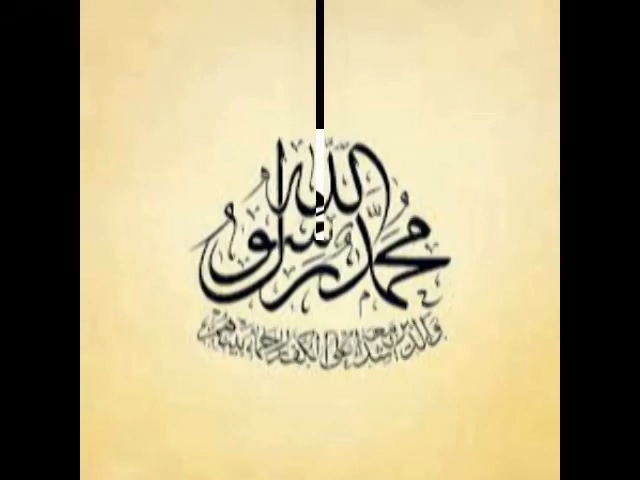 محمد رسول الله
والذين معه أشداء على الكفار رحماء بينهم